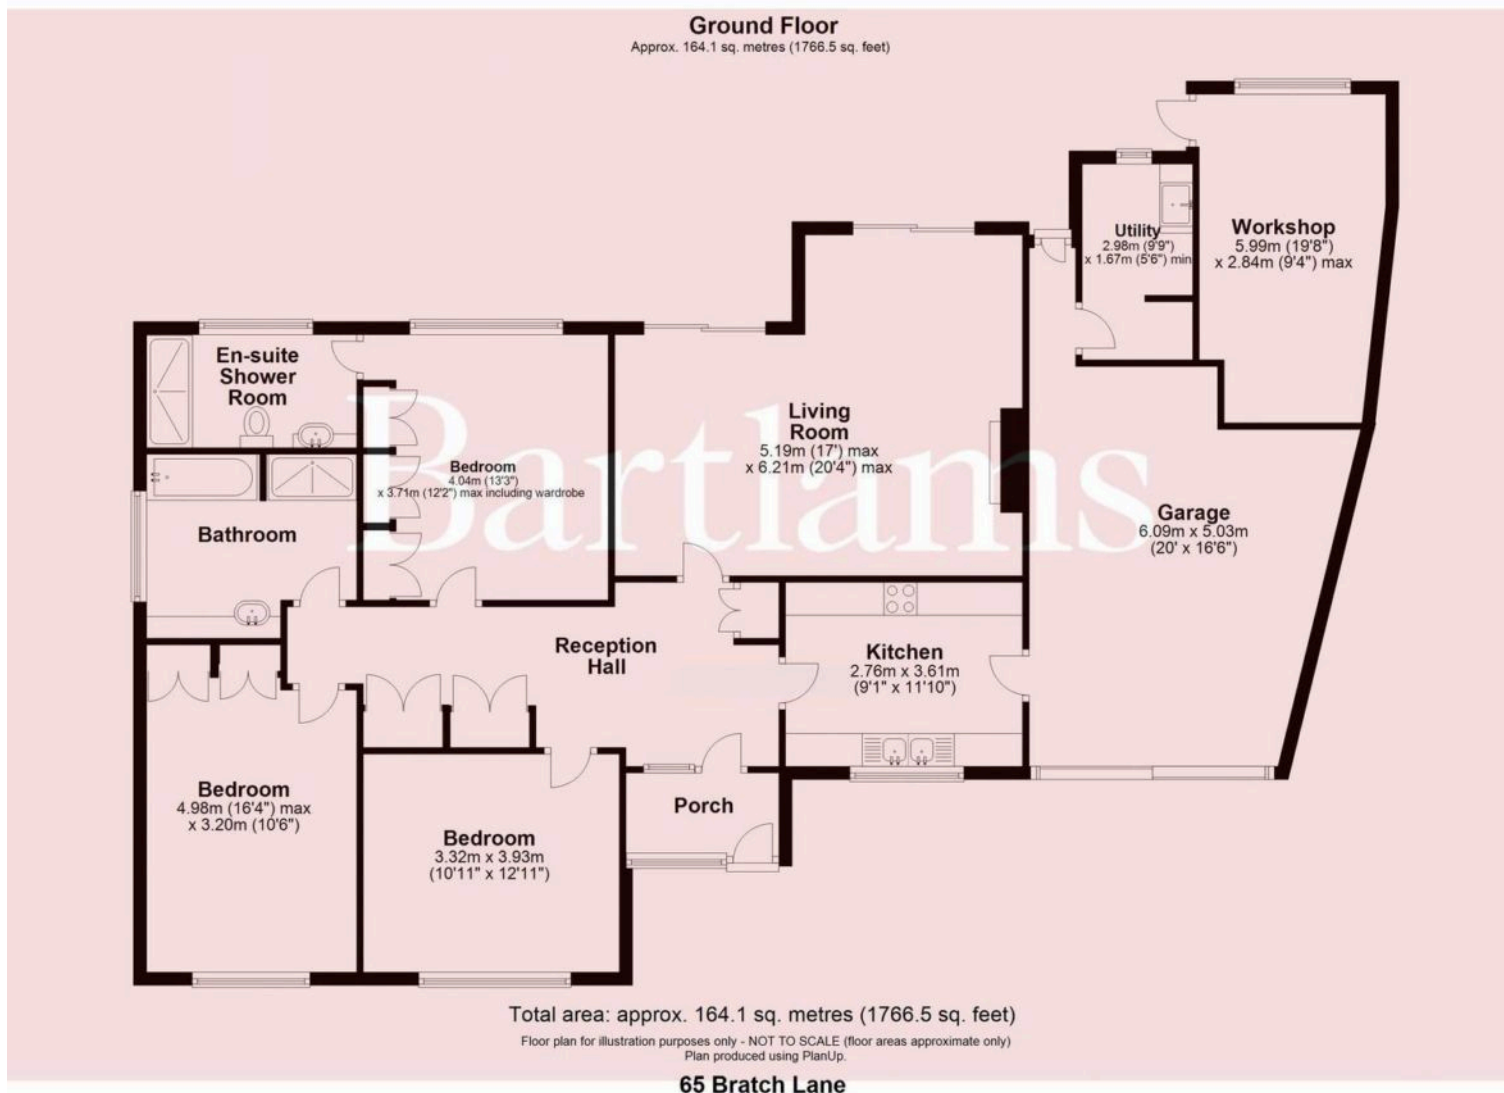 Ground Floor
Approx. 164.1 sq. metres (1766.5 sq. feet)
Workshop
5.99m (19'8")
x 2.84m (9'4") max
Utility
2.98m (9'9")
x 1.67m (5'6") min
En-suite
Shower
Room
Living
Room
5.19m (17') max
x 6.21m (20'4") max
Bedroom
4.04m (13'3")
x 3.71m (12'2") max including wardrobe
Bartlams
Bathroom
Garage
6.09m x 5.03m
(20' x 16'6")
Reception
Hall
Kitchen
2.76m x 3.61m
(9'1" x 11'10")
Bedroom
4.98m (16'4") max
x 3.20m (10'6")
Porch
Bedroom
3.32m x 3.93m
(10'11" x 12'11")
Total area: approx. 164.1 sq. metres (1766.5 sq. feet)
Floor plan for illustration purposes only - NOT TO SCALE (floor areas approximate only)
Plan produced using PlanUp.
65 Bratch Lane